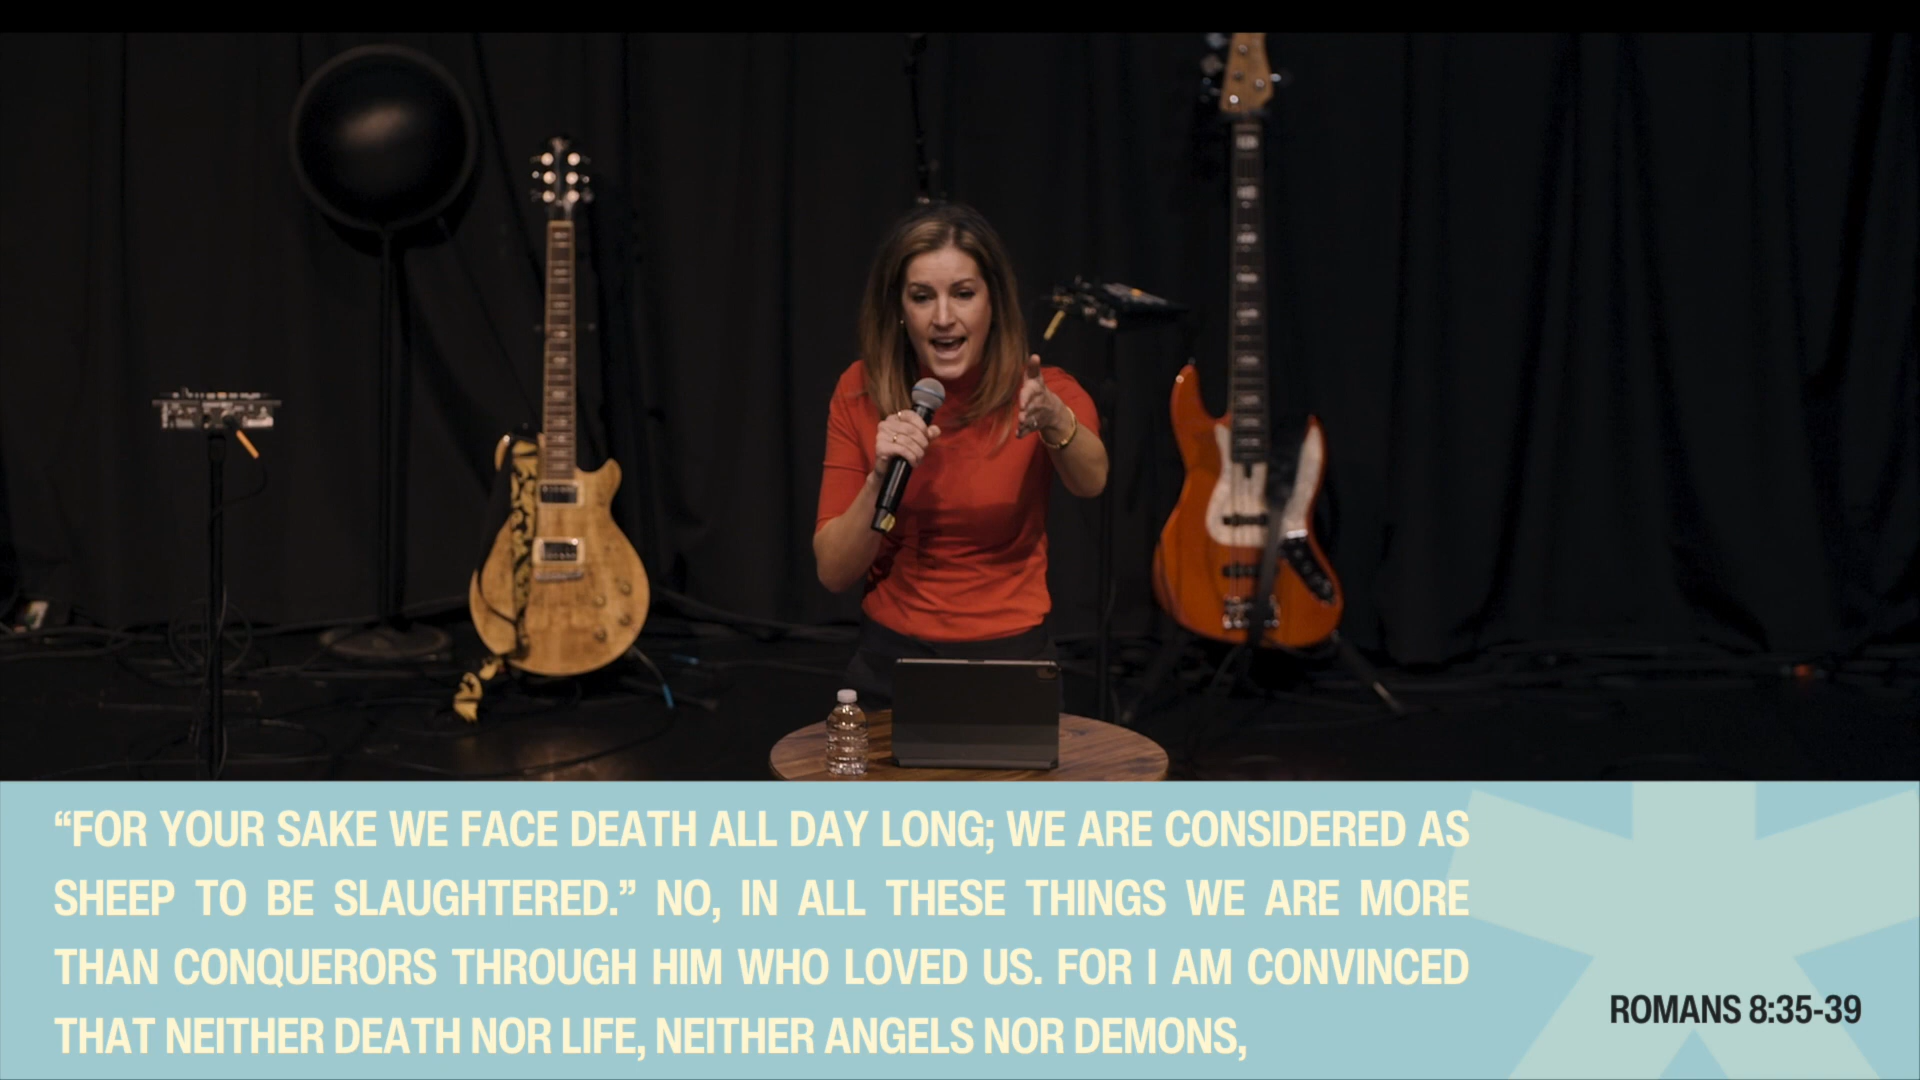 “FOR YOUR SAKE WE FACE DEATH ALL DAY LONG; WE ARE CONSIDERED AS
SHEEP TO BE SLAUGHTERED.” NO, IN ALL THESE THINGS WE ARE MORE
THAN CONQUERORS THROUGH HIM WHO LOVED US. FOR I AM CONVINCED
THAT NEITHER DEATH NOR LIFE, NEITHER ANGELS NOR DEMONS,
ROMANS 8:35-39